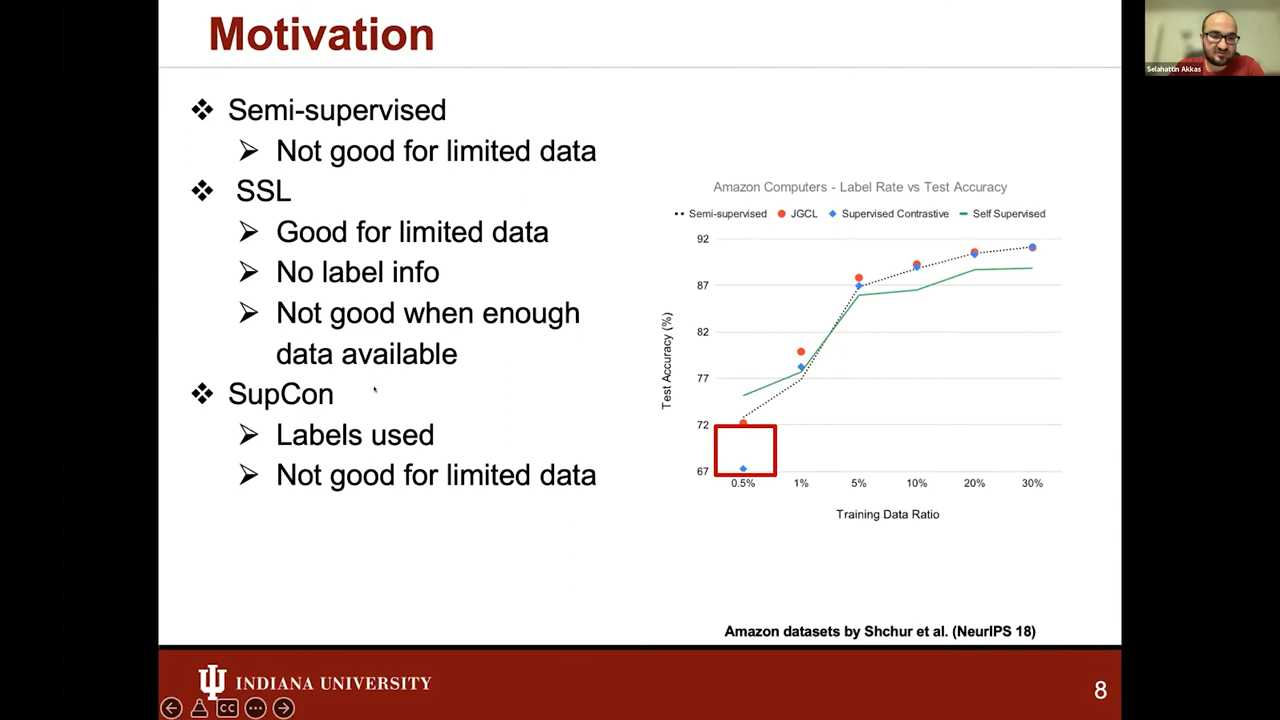 Motivation
Selahattin Akkas
Semi-supervised
Not good for limited data
SSL
Good for limited data
No label info
Not good when enough
data available
SupCon
Labels used
Not good for limited data
Amazon Computers - Label Rate vs Test Accuracy
Semi-supervised JGCL Supervised Contrastive Self Supervised
Test Accuracy (%)
92
87
82
77
72
67
0.5% 1% 5% 10% 20% 30%
Training Data Ratio
Amazon datasets by Shchur et al. (NeurIPS 18)
INDIANA UNIVERSITY
CC
8